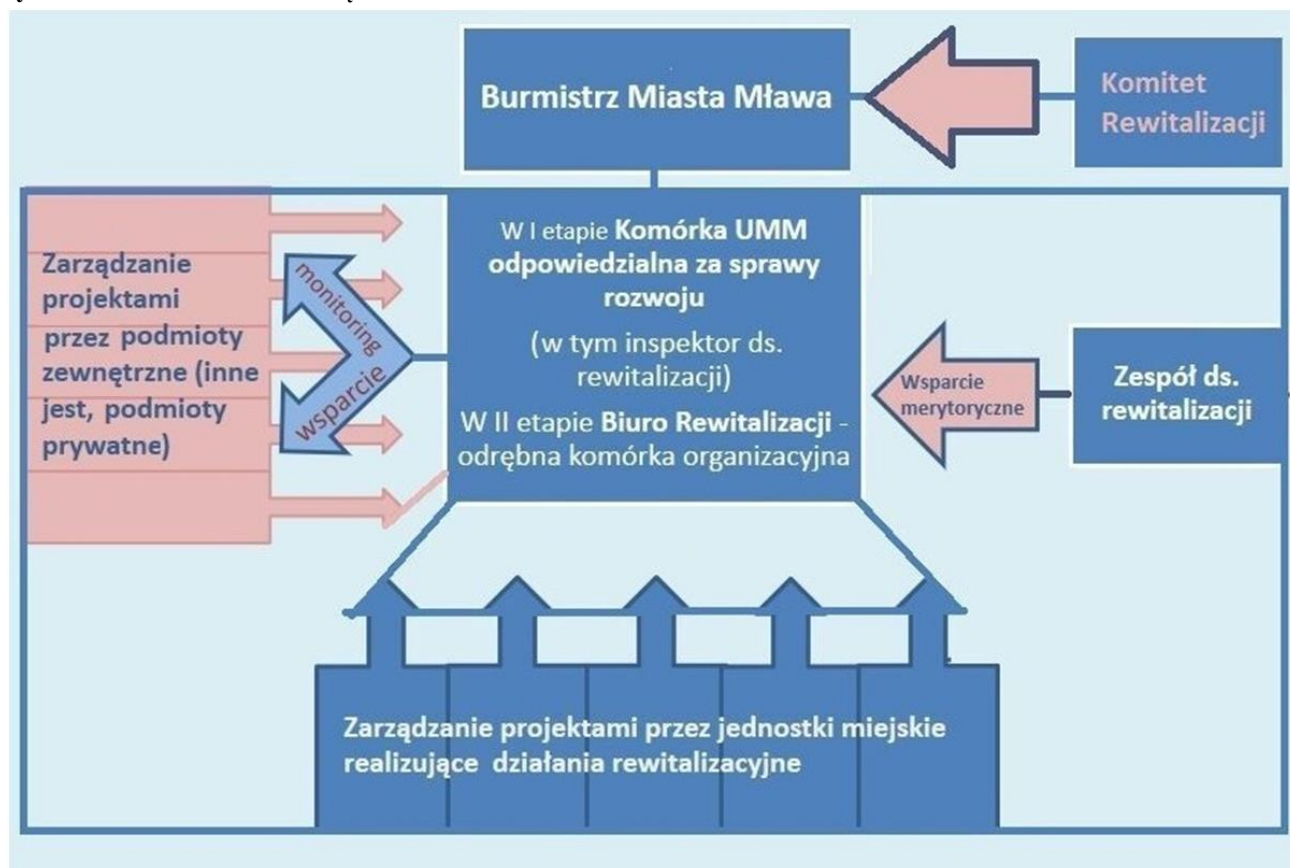 Burmistrz Miasta Mława
Komitet
Rewitalizacji
W I etapie Komórka UMM
odpowiedzialna za sprawy
rozwoju
(w tym inspektor ds.
rewitalizacji)
W II etapie Biuro Rewitalizacji -
odrębna komórka organizacyjna
Zarządzanie
projektami
przez podmioty
zewnętrzne (inne
jest, podmioty
prywatne)
monitoring
wsparcie
Wsparcie
merytoryczne
Zespół ds.
rewitalizacji
Zarządzanie projektami przez jednostki miejskie
realizujące działania rewitalizacyjne